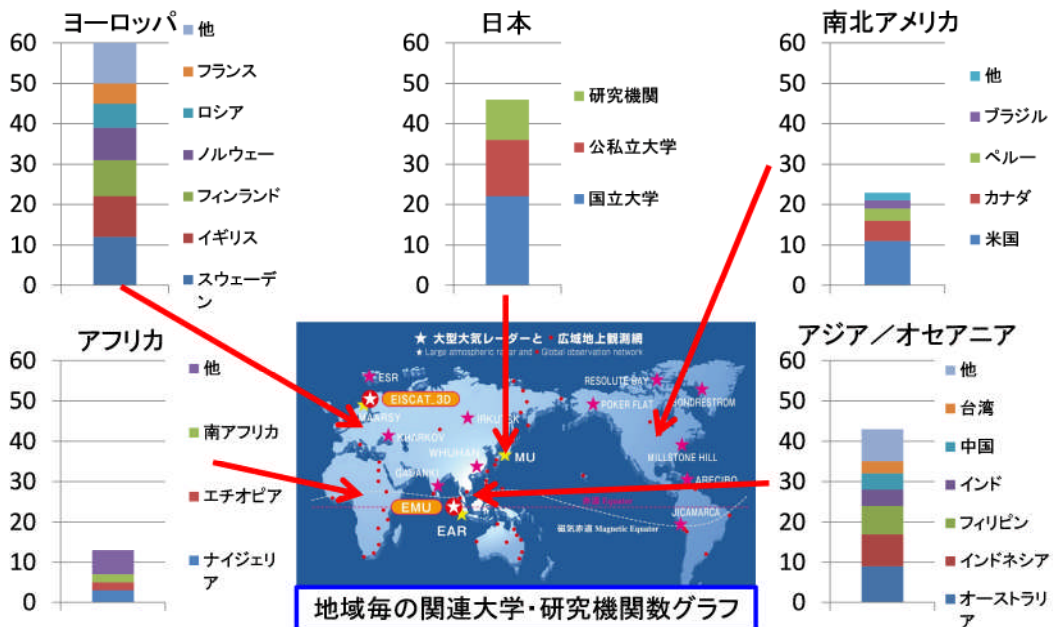 ヨーロッパ
60
50
40
30
20
10
0
他
フランス
ロシア
ノルウェー
フィンランド
イギリス
スウェーデ
ン
日本
60
50
40
30
20
10
0
研究機関
公私立大学
国立大学
南北アメリカ
60
50
40
30
20
10
0
他
ブラジル
ペルー
カナダ
米国
アフリカ
60
50
40
30
20
10
0
他
南アフリカ
エチオピア
ナイジェリ
ア
★ 大型大気レーダーと ・広域地上観測網
★ Large atmospheric radar and ・Global observation network
ESR
EISCAT_3D
MAARSY
KHARKOV
IRKUTSK
WHUHAN
GADANKI
MU
EMU
EAR
RESOLUTE BAY
POKER FLAT
SONDRESTROM
MILLSTONE HILL
ARECIBO
JICAMARCA
Equator
磁気赤道 Magnetic Equator
地域毎の関連大学・研究機関数グラフ
アジア／オセアニア
60
50
40
30
20
10
0
他
台湾
中国
インド
フィリピン
インドネシア
オーストラリ
ア